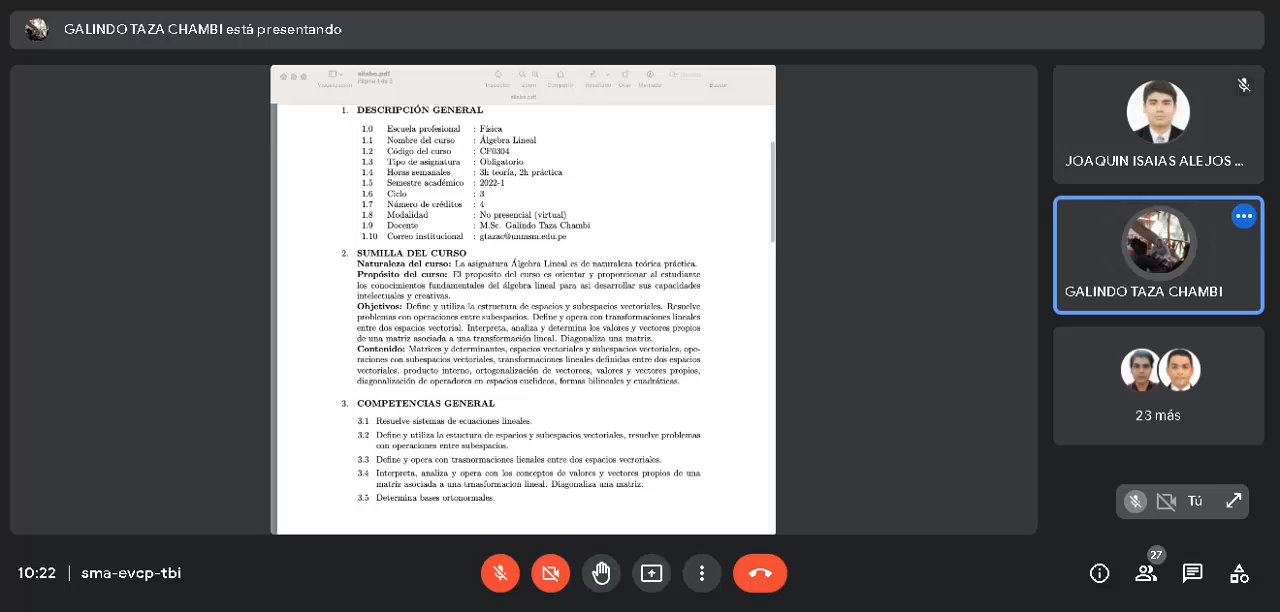 GALINDO TAZA CHAMBI está presentando
silabo.pdf
Página 1 de 5
silabo.pdf
1. DESCRIPCIÓN GENERAL
1.0 Escuela profesional : Física
1.1 Nombre del curso : Álgebra Lineal
1.2 Código del curso : CF0304
1.3 Tipo de asignatura : Obligatorio
1.4 Horas semanales : 3h teoría, 2h práctica
1.5 Semestre académico : 2022-1
1.6 Ciclo : 3
1.7 Número de créditos : 4
1.8 Modalidad : No presencial (virtual)
1.9 Docente : M.Sc. Galindo Taza Chambi
1.10 Correo institucional : gtazac@unmsm.edu.pe
2. SUMILLA DEL CURSO
Naturaleza del curso: La asignatura Álgebra Lineal es de naturaleza teórica práctica.
Propósito del curso: El proposito del curso es orientar y proporcionar al estudiante
los conocimientos fundamentales del álgebra lineal para asi desarrollar sus capacidades
intelectuales y creativas.
Objetivos: Define y utiliza la estructura de espacios y subespacios vectoriales. Resuelve
problemas con operaciones entre subespacios. Define y opera con transformaciones lineales
entre dos espacios vectorial. Interpreta, analiza y determina los valores y vectores propios
de una matriz asociada a una transformación lineal. Diagonaliza una matriz.
Contenido: Matrices y determinantes, espacios vectoriales y subespacios vectoriales, ope-
raciones con subespacios vectoriales, transformaciones lineales definidas entre dos espacios
vectoriales, producto interno, ortogonalización de vectores, valores y vectores propios,
diagonalización de operadores en espacios euclideos, formas bilineales y cuadráticas.
3. COMPETENCIAS GENERAL
3.1 Resuelve sistemas de ecuaciones lineales.
3.2 Define y utiliza la estuctura de espacios y subespacios vectoriales, resuelve problemas
con operaciones entre subespacios.
3.3 Define y opera con trasnormaciones lienales entre dos espacios vecroriales.
3.4 Interpreta, analiza y opera con los conceptos de valores y vectores propios de una
matriz asociada a una trnasformacion lineal. Diagonaliza una matriz.
3.5 Determina bases ortonormales.
JOAQUIN ISAIAS ALEJOS ...
GALINDO TAZA CHAMBI
23 más
Tú
10:22 | sma-evcp-tbi
27